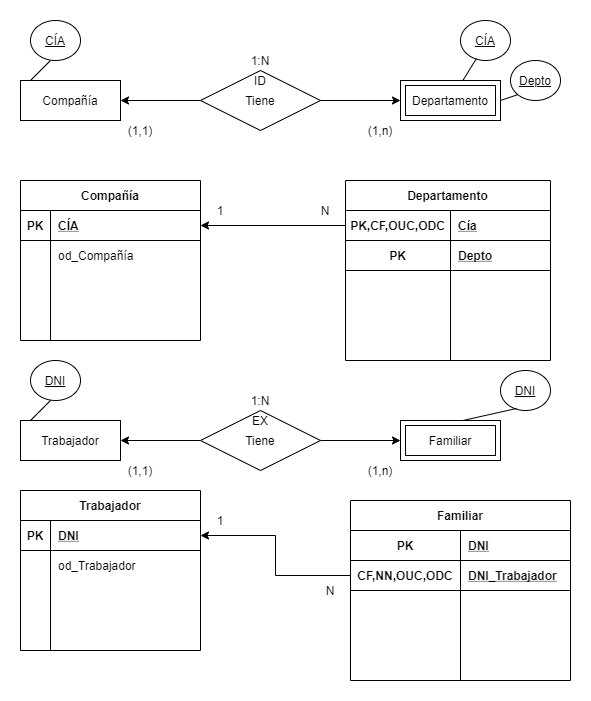 CÍA
CÍA
1:N
ID
Depto
Compañía
Tiene
Departamento
(1,1)
(1,n)
Compañía
Departamento
1
N
PK
CÍA
PK,CF,OUC,ODC
Cía
od_Compañía
PK
Depto
DNI
DNI
1:N
EX
Trabajador
Tiene
Familiar
(1,1)
(1,n)
Trabajador
Familiar
1
PK
DNI
PK
DNI
od_Trabajador
CF,NN,OUC,ODC
DNI_Trabajador
N